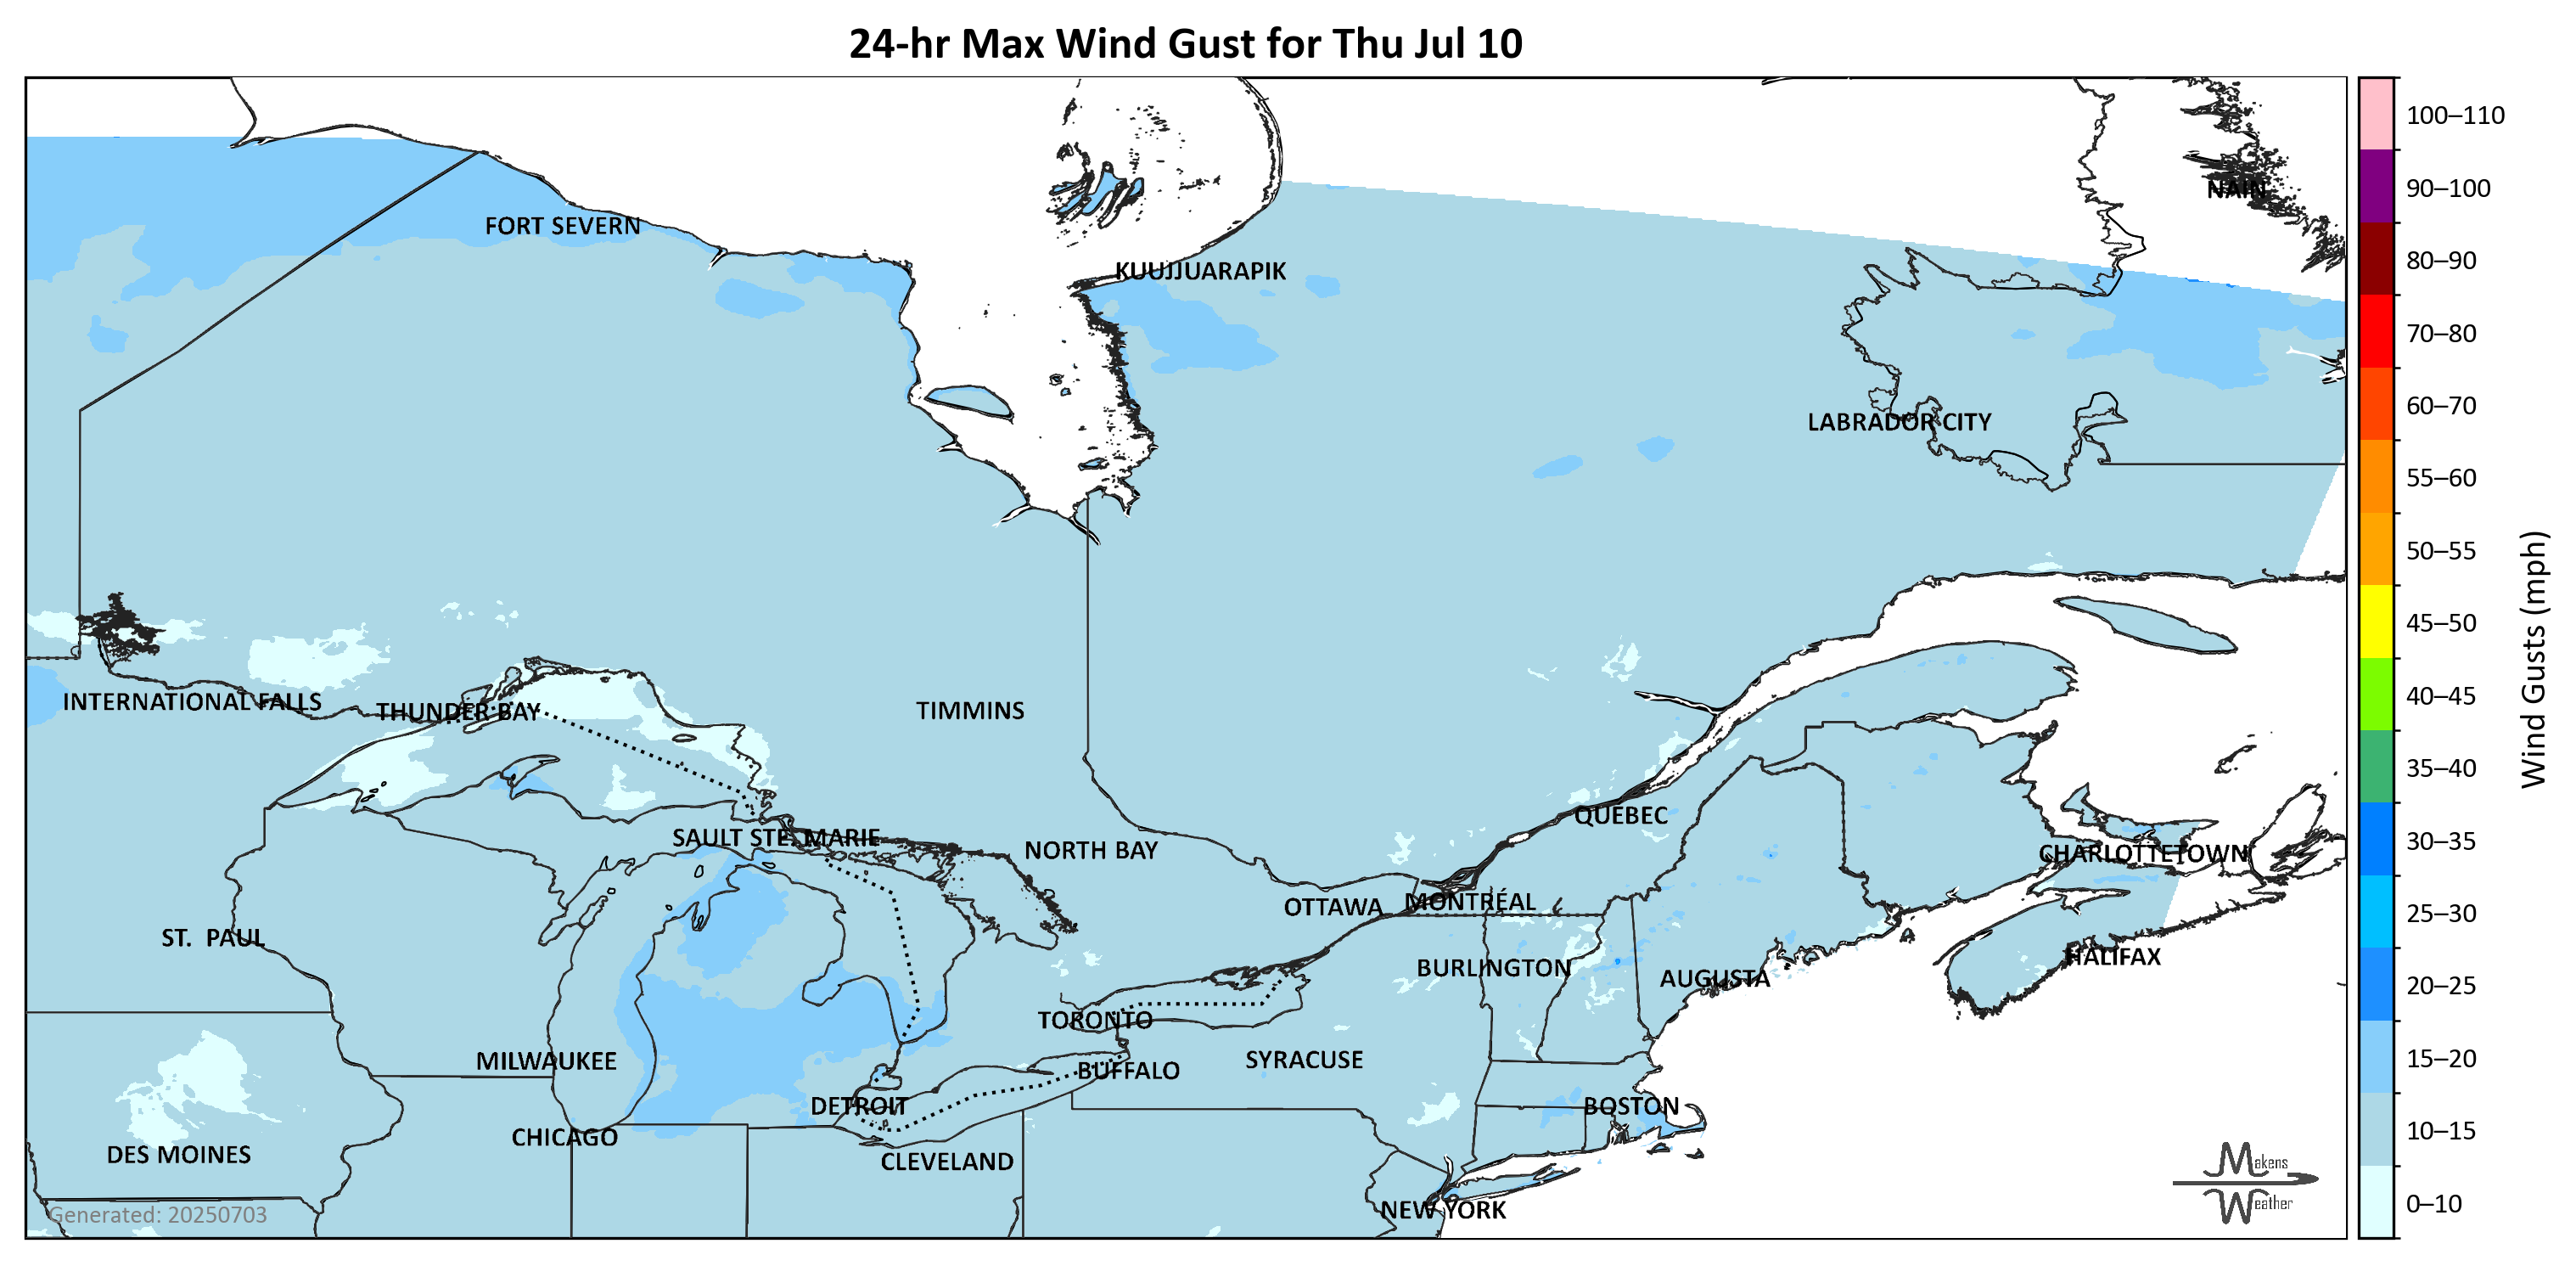 24-hr Max Wind Gust for Thu Jul 10
100–110
90–100
NAIN
FORT SEVERN
80–90
KUUJJUARAPIK
70–80
60–70
LABRADOR CITY
55–60
50–55
45–50
Wind Gusts (mph)
40–45
INTERNATIONAL FALLS
THUNDER BAY
TIMMINS
35–40
QUÉBEC
SAULT STE. MARIE
30–35
NORTH BAY
CHARLOTTETOWN
MONTRÉAL
OTTAWA
25–30
ST. PAUL
HALIFAX
BURLINGTON
AUGUSTA
20–25
TORONTO
MILWAUKEE
SYRACUSE
15–20
BUFFALO
DETROIT
BOSTON
CHICAGO
10–15
DES MOINES
CLEVELAND
Makens
Weather
0–10
NEW YORK
Generated: 20250703